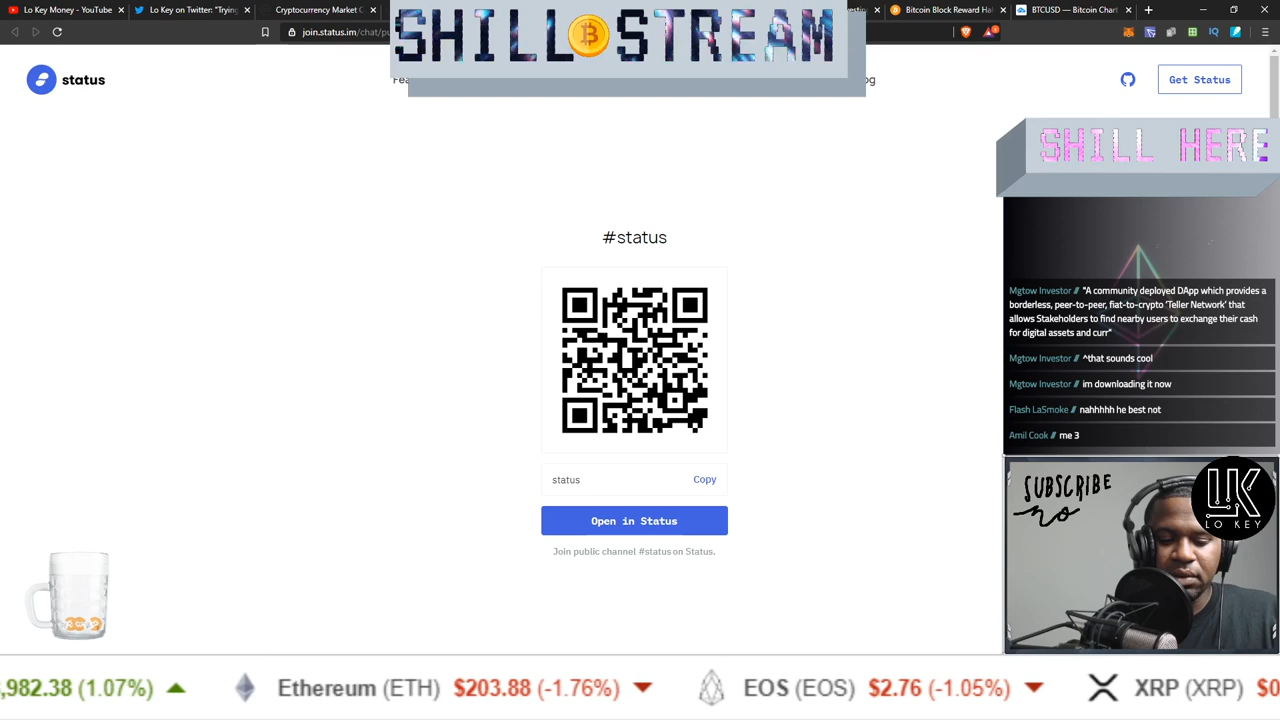 Lo Key Money - YouTube
Lo Key on Twitter: "Trying
Cryptocurrency Market C
Bitcoin Block Reward Hal
BTCUSD — Bitcoin Chart
join.status.im/chat/pu
SHILL STREAM
status
Get Status
SHILL HERE
#status
Mgtow Investor // "A community deployed DApp which provides a
borderless, peer-to-peer, fiat-to-crypto 'Teller Network' that
allows Stakeholders to find nearby users to exchange their cash
for digital assets and curr"
Mgtow Investor // ^that sounds cool
Mgtow Investor // im downloading it now
Flash LaSmoke // nahhhhh he best not
Amil Cook // me 3
status Copy
Open in Status
Join public channel #status on Status.
SUBSCRIBE
no
LK
LO KEY
,982.38 (1.07%) Ethereum (ETH) $203.88 (-1.76%) EOS (EOS) $2.76 (-1.05%) XRP (XRP) $0